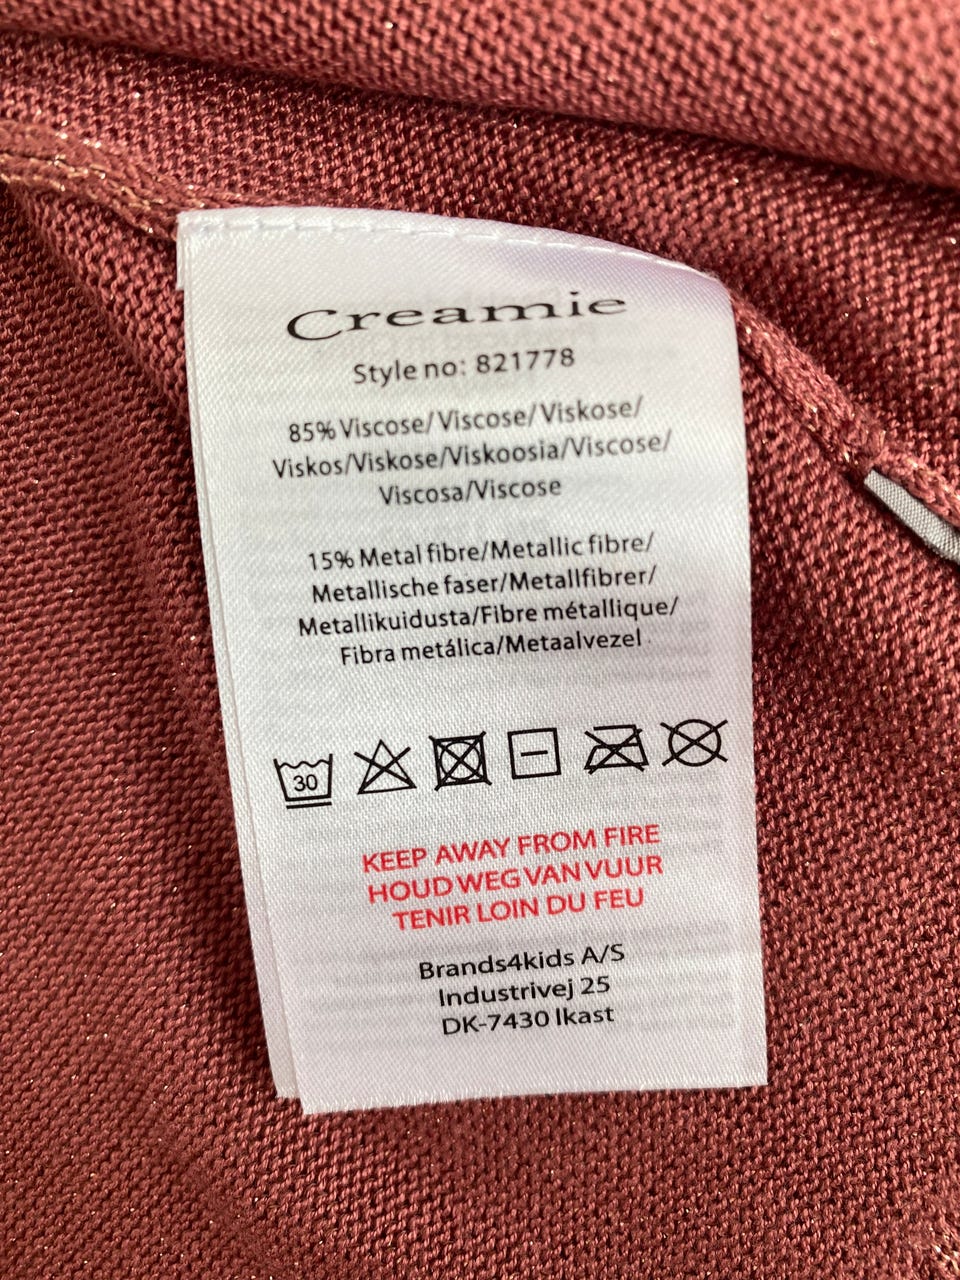 Creamie
Style no: 821778
85% Viscose/Viscose/Viskose/
Viskos/Viskose/Viskoosia/Viscose/
Viscosa/Viscose
15% Metal fibre/Metallic fibre/
Metallische faser/Metallfibrer/
Metallikuidusta/Fibre métallique/
Fibra metálica/Metaalvezel
30
KEEP AWAY FROM FIRE
HOUD WEG VAN VUUR
TENIR LOIN DU FEU
Brands4kids A/S
Industrivej 25
DK-7430 Ikast